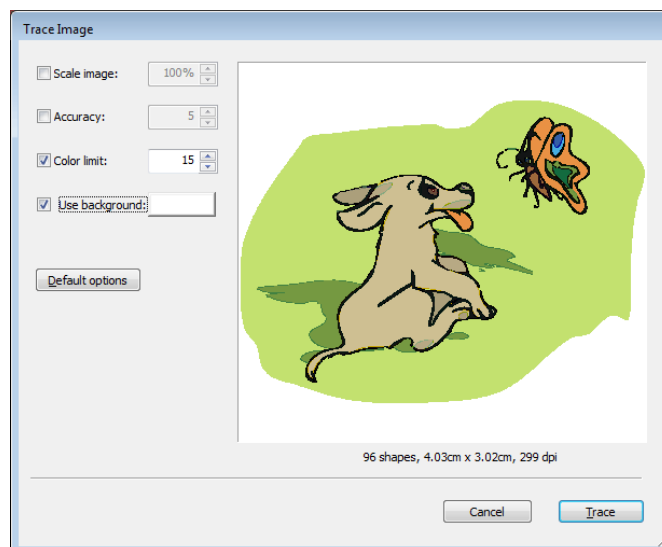 Trace Image
Scale image: 100%
Accuracy: 5
Color limit: 15
Use background:
Default options
96 shapes, 4.03cm x 3.02cm, 299 dpi
Cancel Trace